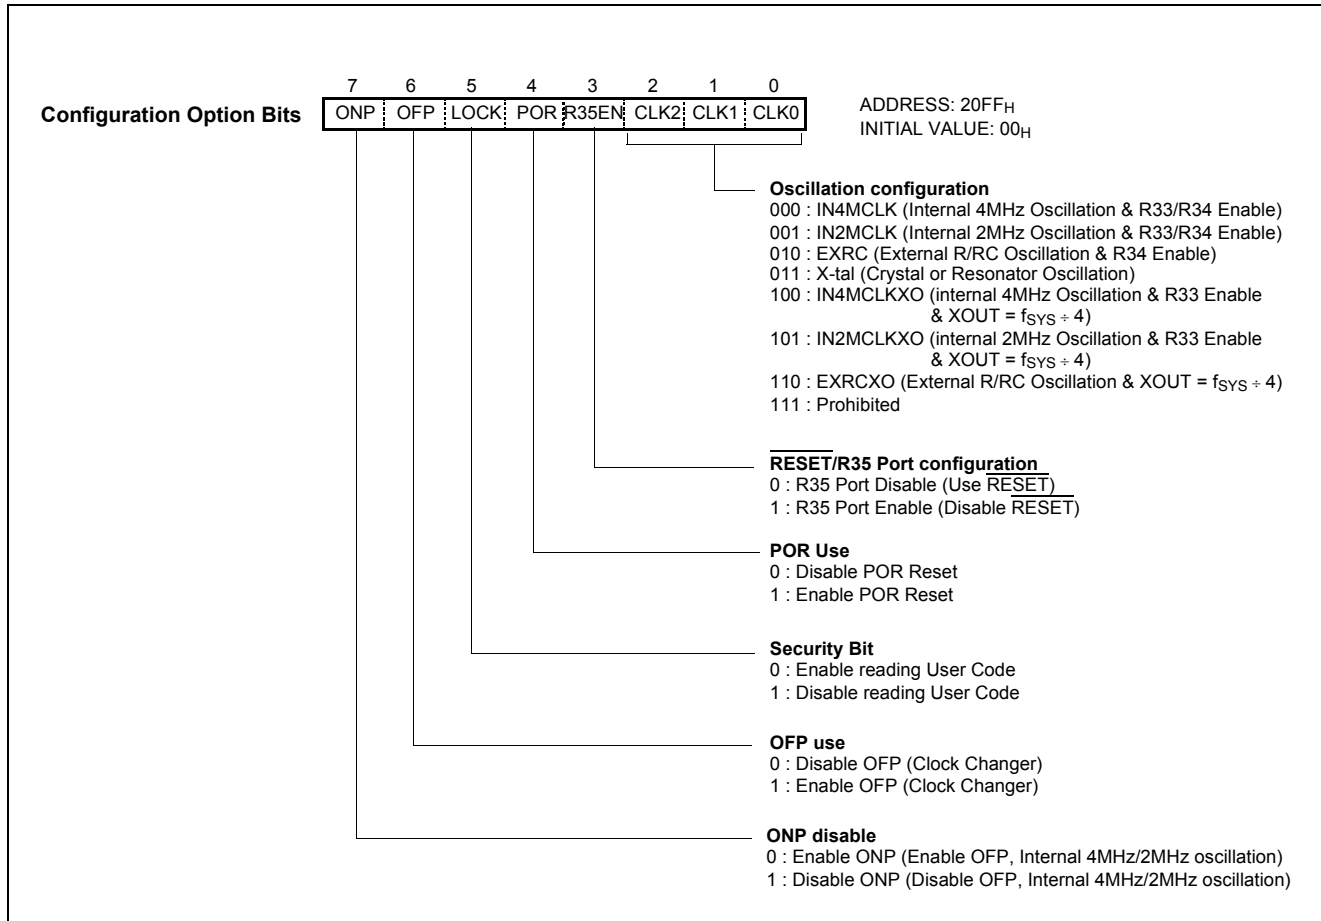 7 6 5 4 3 2 1 0
Configuration Option Bits ONP OFP LOCK POR R35EN CLK2 CLK1 CLK0
ADDRESS: 20FFH
INITIAL VALUE: 00H
Oscillation configuration
000 : IN4MCLK (Internal 4MHz Oscillation & R33/R34 Enable)
001 : IN2MCLK (Internal 2MHz Oscillation & R33/R34 Enable)
010 : EXRC (External R/RC Oscillation & R34 Enable)
011 : X-tal (Crystal or Resonator Oscillation)
100 : IN4MCLKXO (internal 4MHz Oscillation & R33 Enable
& XOUT = fSYS ÷ 4)
101 : IN2MCLKXO (internal 2MHz Oscillation & R33 Enable
& XOUT = fSYS ÷ 4)
110 : EXRCXO (External R/RC Oscillation & XOUT = fSYS ÷ 4)
111 : Prohibited
RESET/R35 Port configuration
0 : R35 Port Disable (Use RESET)
1 : R35 Port Enable (Disable RESET)
POR Use
0 : Disable POR Reset
1 : Enable POR Reset
Security Bit
0 : Enable reading User Code
1 : Disable reading User Code
OFP use
0 : Disable OFP (Clock Changer)
1 : Enable OFP (Clock Changer)
ONP disable
0 : Enable ONP (Enable OFP, Internal 4MHz/2MHz oscillation)
1 : Disable ONP (Disable OFP, Internal 4MHz/2MHz oscillation)